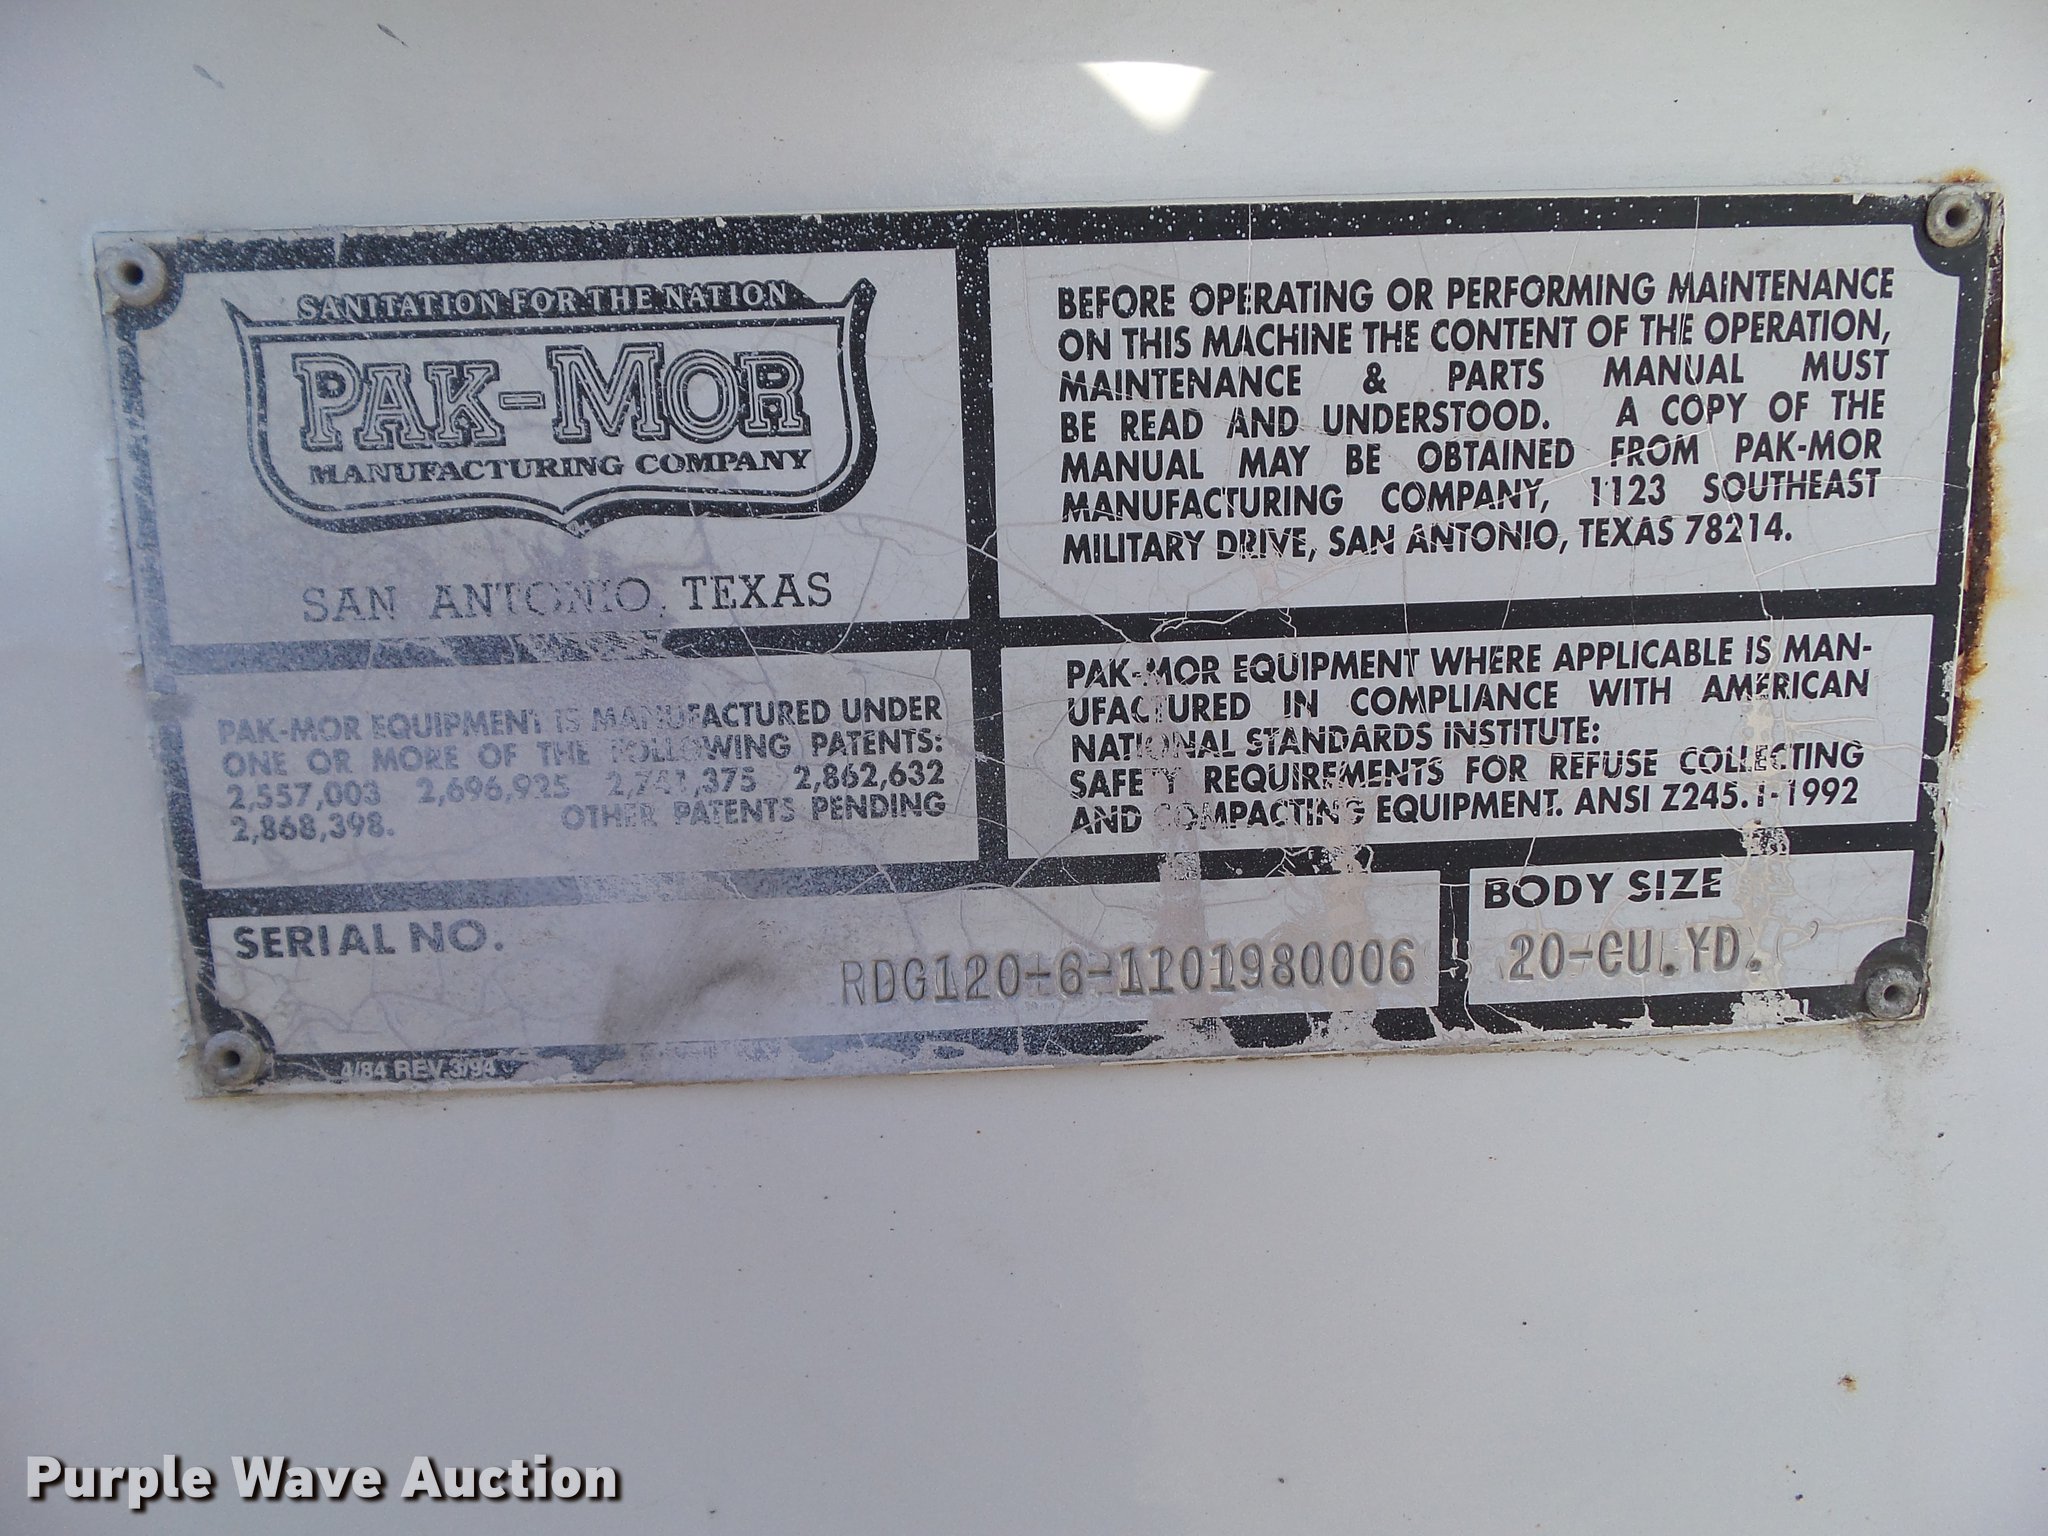 SANITATION FOR THE NATION
PAK-MOR
MANUFACTURING COMPANY
SAN ANTONIO, TEXAS
BEFORE OPERATING OR PERFORMING MAINTENANCE
ON THIS MACHINE THE CONTENT OF THE OPERATION,
MAINTENANCE & PARTS MANUAL MUST
BE READ AND UNDERSTOOD. A COPY OF THE
MANUAL MAY BE OBTAINED FROM PAK-MOR
MANUFACTURING COMPANY, 1123 SOUTHEAST
MILITARY DRIVE, SAN ANTONIO, TEXAS 78214.
PAK-MOR EQUIPMENT IS MANUFACTURED UNDER
ONE OR MORE OF THE FOLLOWING PATENTS:
2,557,003 2,696,925 2,741,375 2,862,632
2,868,398. OTHER PATENTS PENDING
PAK-MOR EQUIPMENT WHERE APPLICABLE IS MAN-
UFACTURED IN COMPLIANCE WITH AMERICAN
NATIONAL STANDARDS INSTITUTE:
SAFETY REQUIREMENTS FOR REFUSE COLLECTING
AND COMPACTING EQUIPMENT. ANSI Z245.1-1992
SERIAL NO.
RDG120-6-1101980006
BODY SIZE
20-CU.YD.
4/84 REV 3/94
Purple Wave Auction